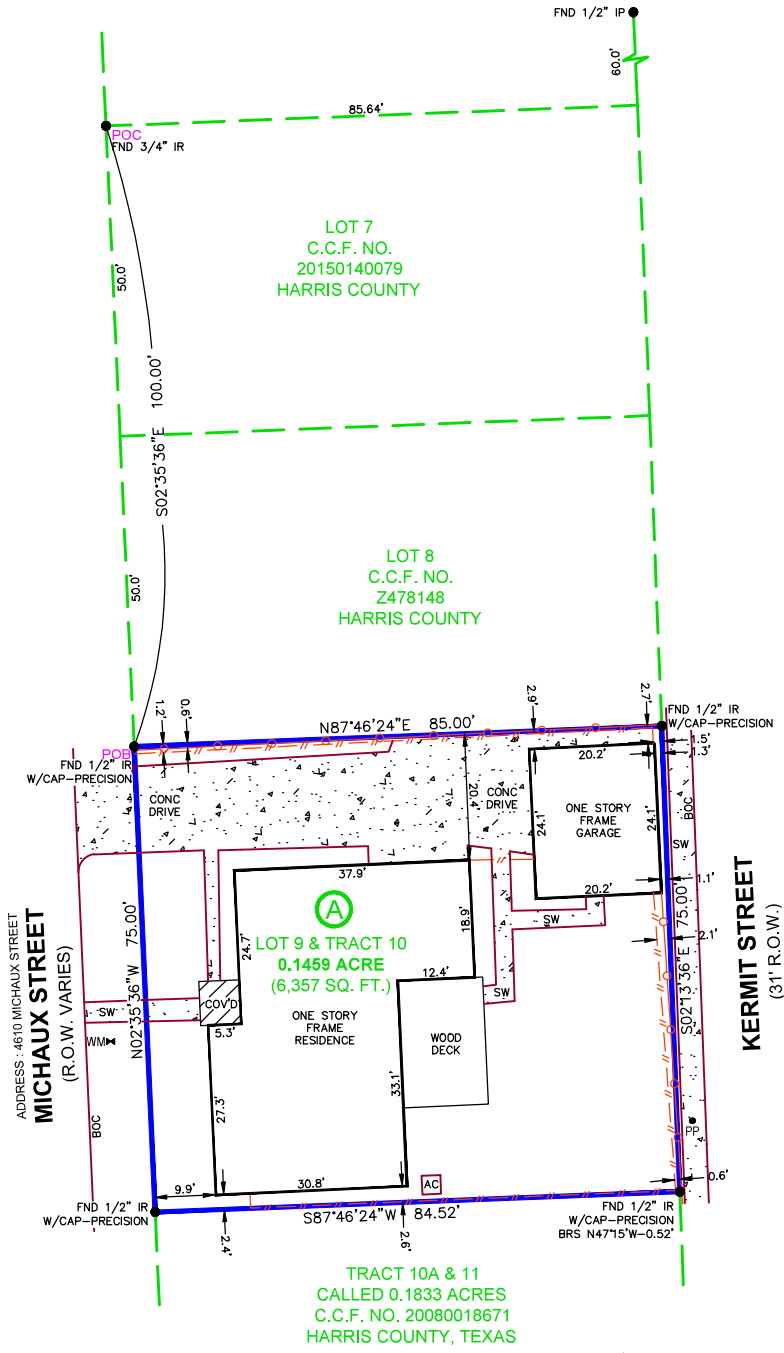 FND 1/2" IP
60.0'
85.64'
POC
FND 3/4" IR
LOT 7
C.C.F. NO.
20150140079
HARRIS COUNTY
50.0'
S02°35'36"E 100.00'
LOT 8
C.C.F. NO.
Z478148
HARRIS COUNTY
50.0'
1.2'
0.6'
N87°46'24"E 85.00'
2.9'
2.7'
FND 1/2" IR
W/CAP-PRECISION
POB
FND 1/2" IR
W/CAP-PRECISION
1.5'
1.3'
CONC
DRIVE
20.4'
CONC
DRIVE
20.2'
24.1'
ONE STORY
FRAME
GARAGE
24.1'
BOC
SW
20.2'
1.1'
37.9'
A
LOT 9 & TRACT 10
0.1459 ACRE
(6,357 SQ. FT.)
24.7'
18.9'
SW
2.1'
12.4'
SW
COV'D
SW
5.3'
ONE STORY
FRAME
RESIDENCE
WOOD
DECK
WM
N02°35'36"W 75.00'
S02°13'36"E 75.00'
KERMIT STREET
(31' R.O.W.)
ADDRESS : 4610 MICHAUX STREET
MICHAUX STREET
(R.O.W. VARIES)
BOC
27.3'
33.1'
PP
9.9'
30.8'
AC
0.6'
FND 1/2" IR
W/CAP-PRECISION
S87°46'24"W 84.52'
2.4'
2.6'
FND 1/2" IR
W/CAP-PRECISION
BRS N47°15'W-0.52'
TRACT 10A & 11
CALLED 0.1833 ACRES
C.C.F. NO. 20080018671
HARRIS COUNTY, TEXAS